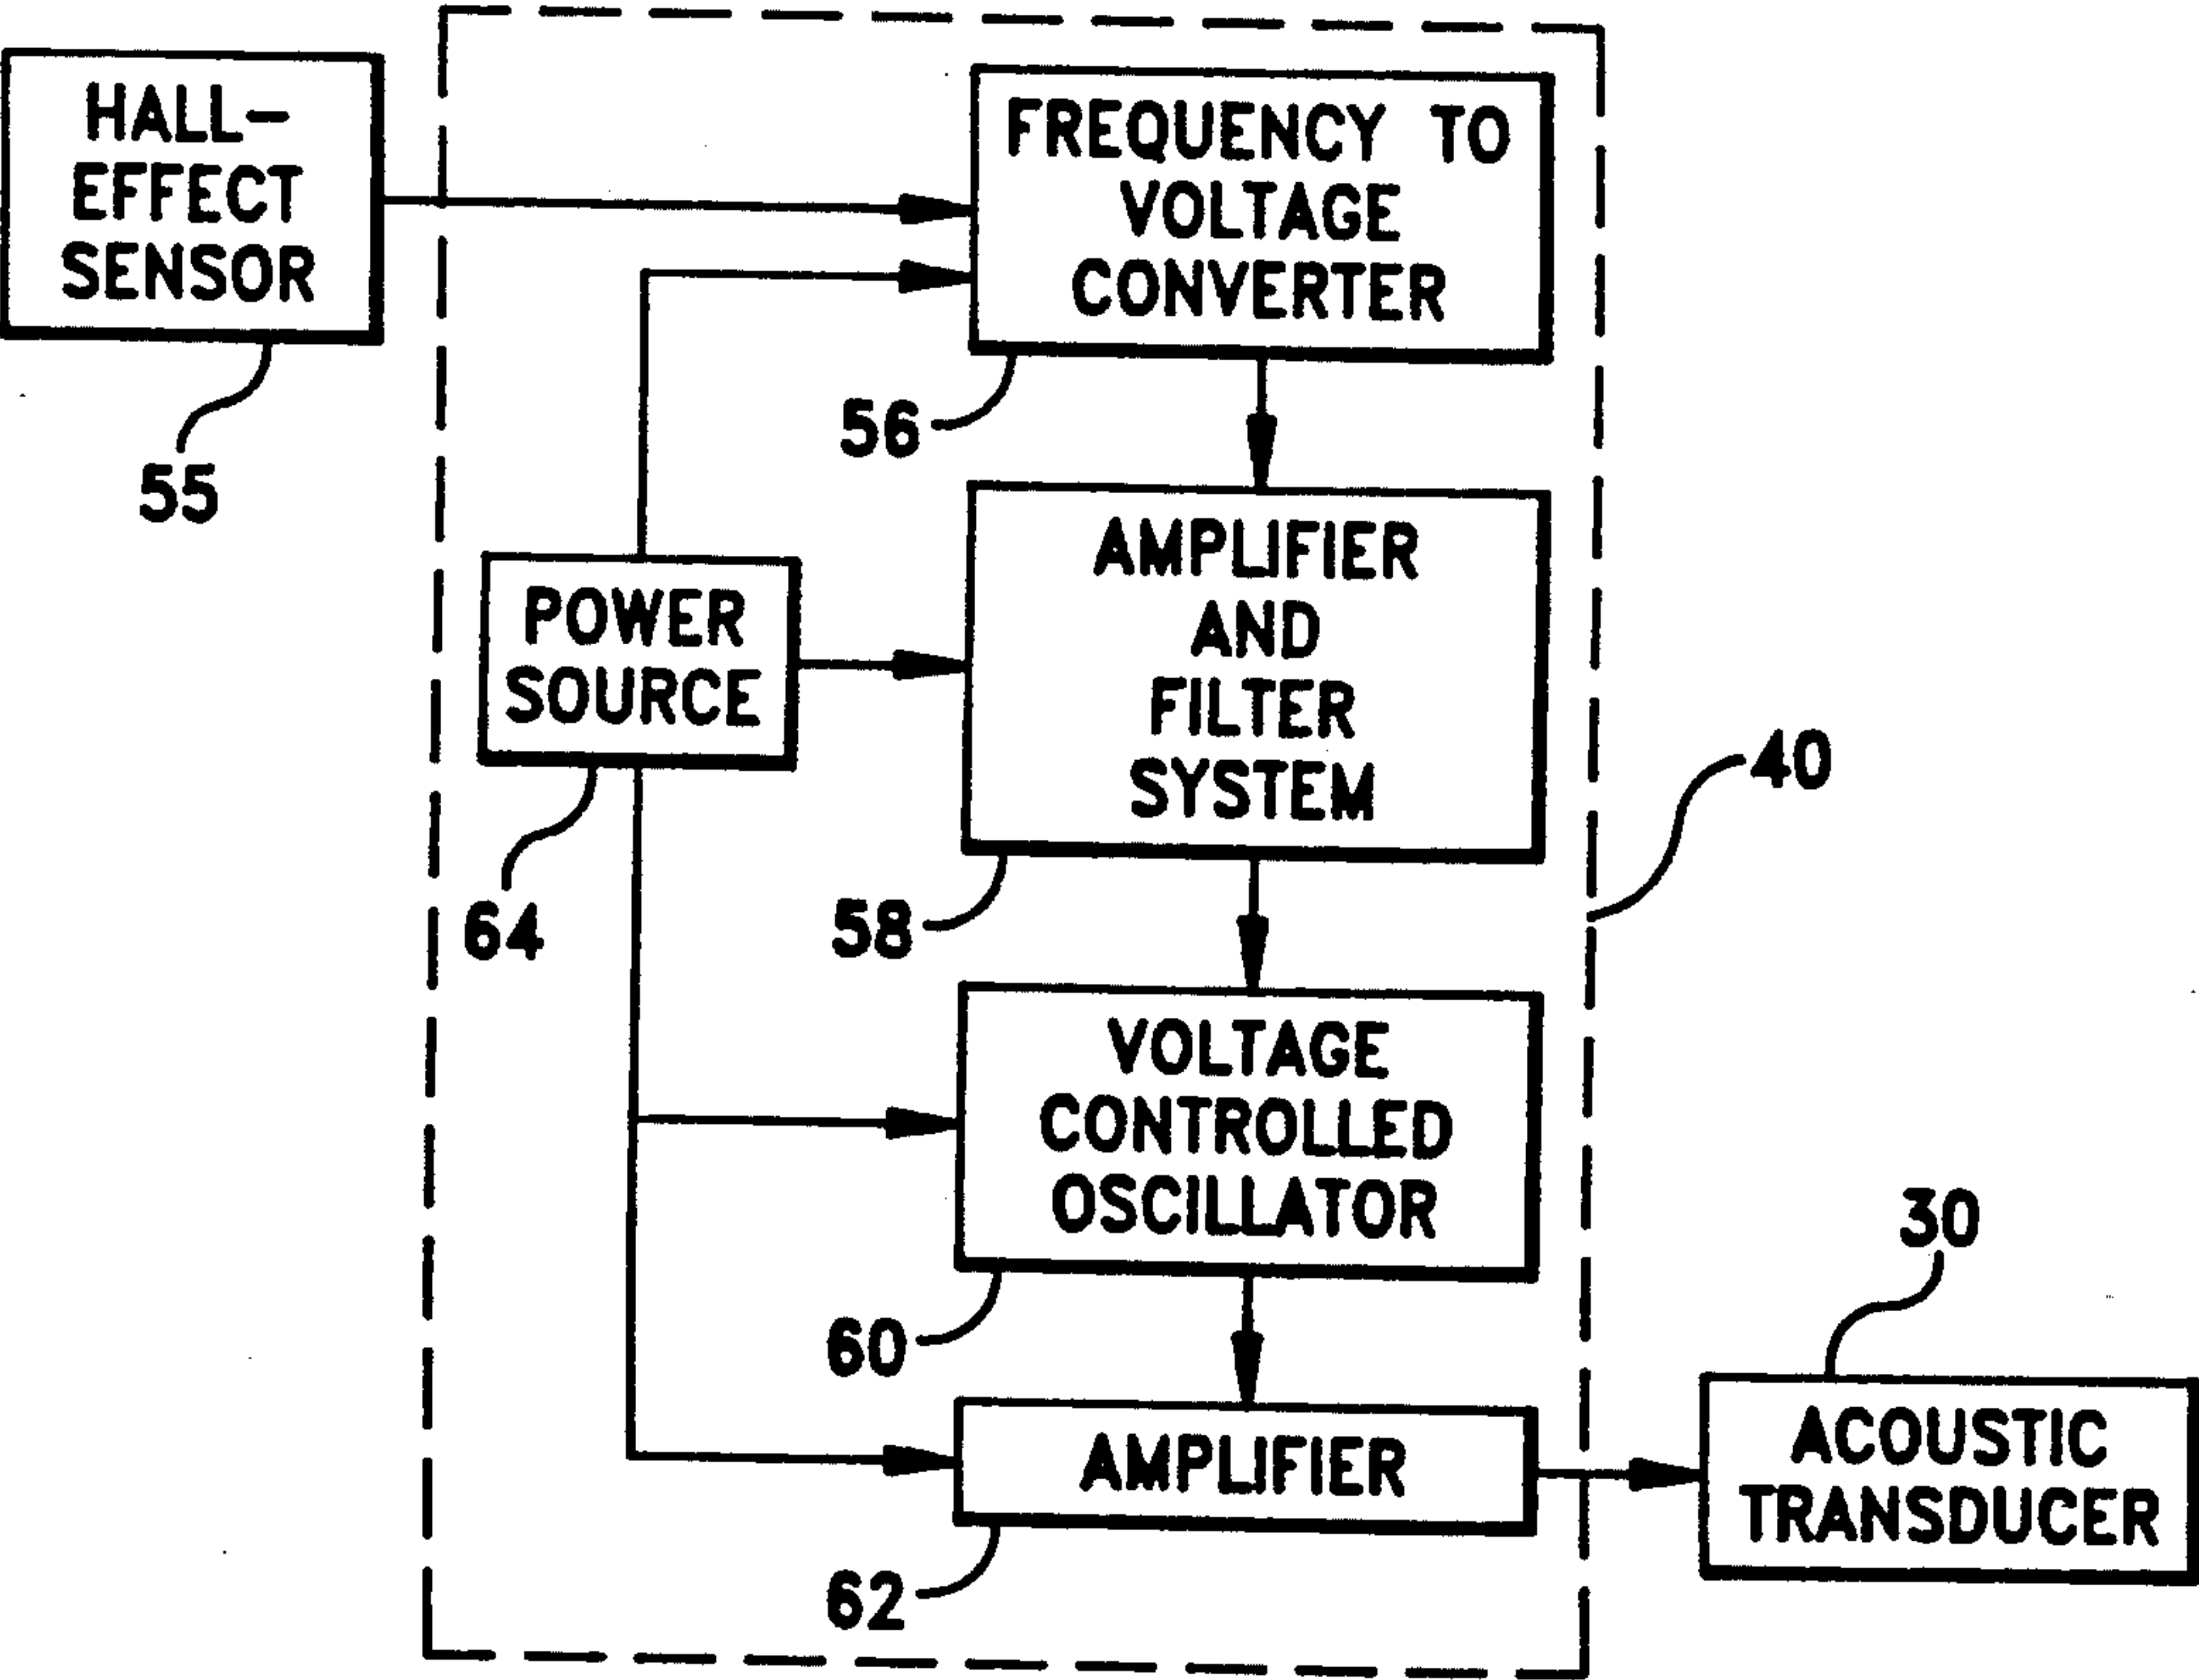 HALL-
EFFECT
SENSOR
55
FREQUENCY TO
VOLTAGE
CONVERTER
56
POWER
SOURCE
64
AMPLIFIER
AND
FILTER
SYSTEM
58
40
VOLTAGE
CONTROLLED
OSCILLATOR
60
AMPLIFIER
62
30
ACOUSTIC
TRANSDUCER